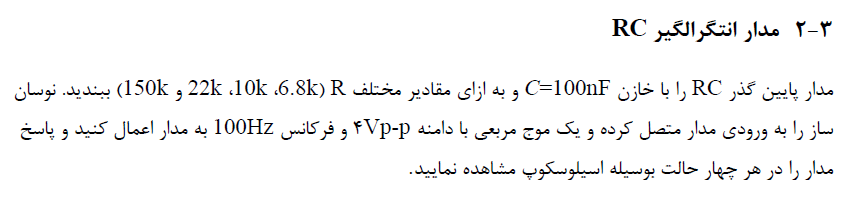 ۲-۳ مدار انتگرالگیر RC
مدار پایین گذر RC را با خازن C=100nF و به ازای مقادیر مختلف R (6.8k، 10k، 22k و 150k) ببندید. نوسان
ساز را به ورودی مدار متصل کرده و یک موج مربعی با دامنه ۴Vp-p و فرکانس 100Hz به مدار اعمال کنید و پاسخ
مدار را در هر چهار حالت بوسیله اسیلوسکوپ مشاهده نمایید.